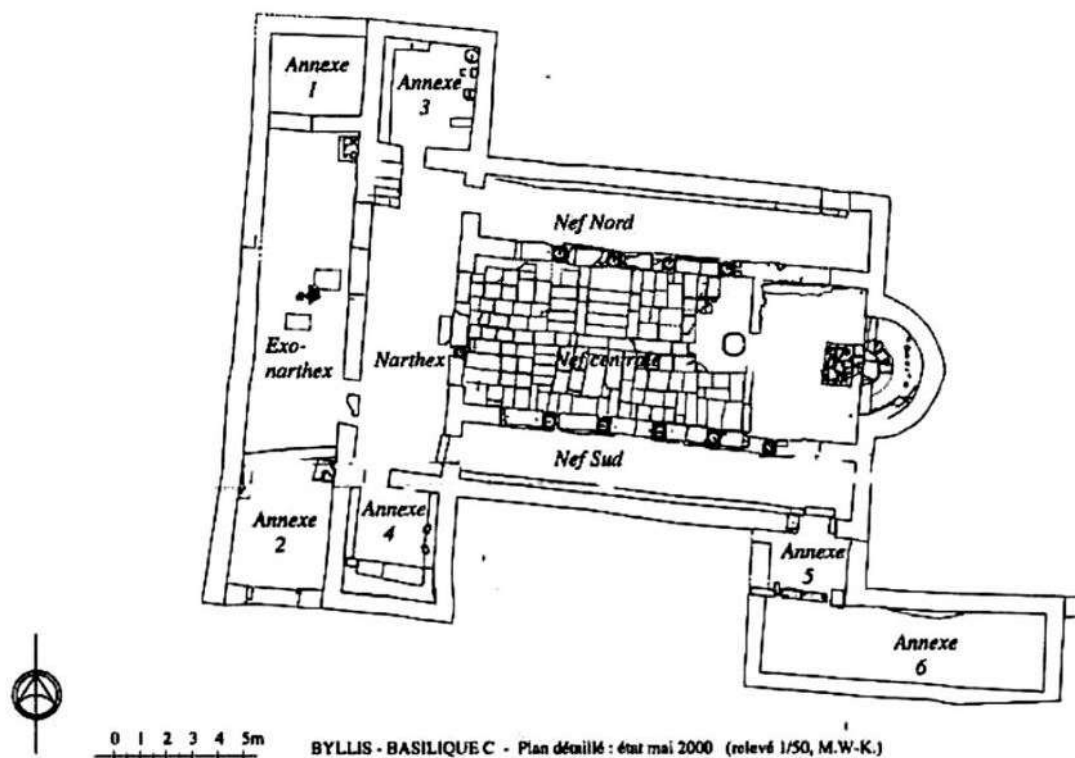 Annexe
1
Annexe
3
Nef Nord
Exo-
narthex
Narthex
Nef centrale
Nef Sud
Annexe
2
Annexe
4
Annexe
5
Annexe
6
0 1 2 3 4 5m
BYLLIS - BASILIQUE C - Plan détaillé : état mai 2000 (relevé 1/50, M.W-K.)